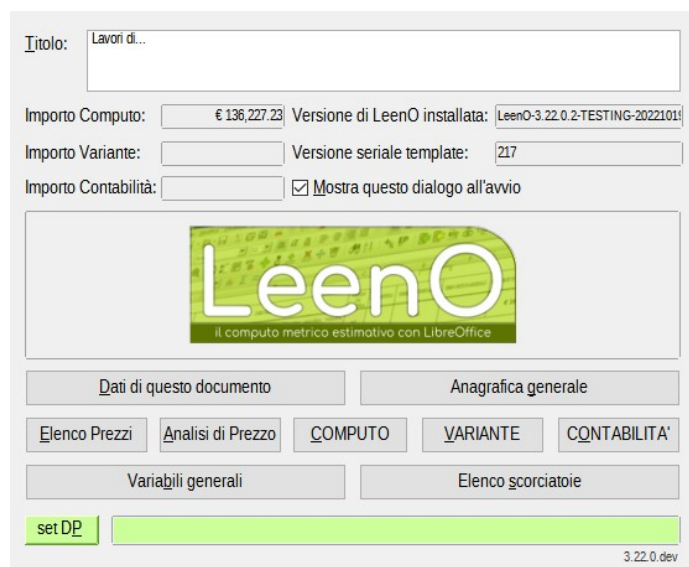 Titolo: Lavori di...
Importo Computo: € 136,227.23 Versione di LeenO installata: LeenO-3.22.0.2-TESTING-20221019
Importo Variante: Versione seriale template: 217
Importo Contabilità: Mostra questo dialogo all'avvio
LeenO
il computo metrico estimativo con LibreOffice
Dati di questo documento Anagrafica generale
Elenco Prezzi Analisi di Prezzo COMPUTO VARIANTE CONTABILITA'
Variabili generali Elenco scorciatoie
set DP
3.22.0.dev